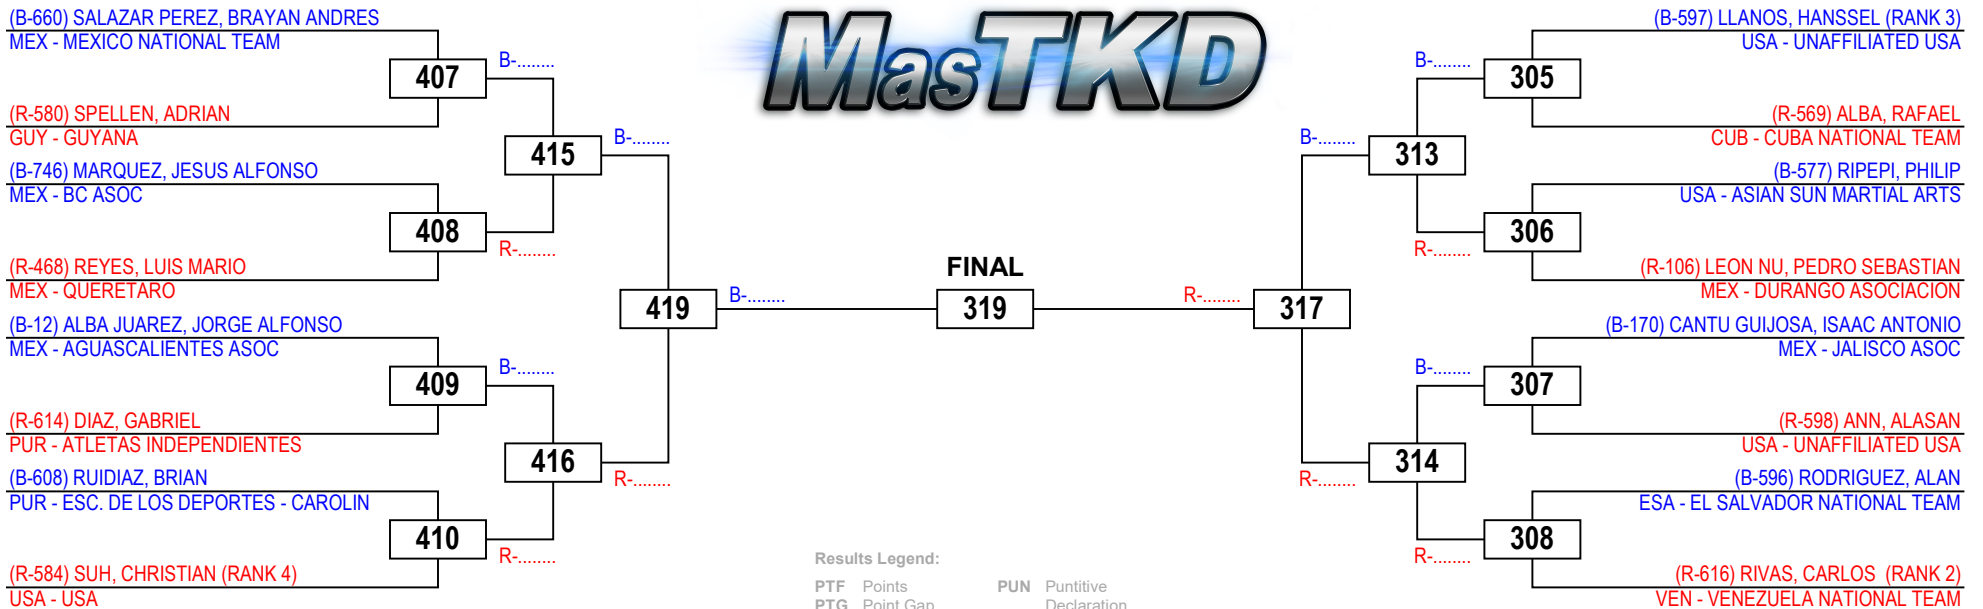 (B-660) SALAZAR PEREZ, BRAYAN ANDRES
MEX - MEXICO NATIONAL TEAM
407
B-........
(R-580) SPELLEN, ADRIAN
GUY - GUYANA
415
B-........
(B-746) MARQUEZ, JESUS ALFONSO
MEX - BC ASOC
408
R-........
(R-468) REYES, LUIS MARIO
MEX - QUERETARO
419
B-........
(B-12) ALBA JUAREZ, JORGE ALFONSO
MEX - AGUASCALIENTES ASOC
409
B-........
(R-614) DIAZ, GABRIEL
PUR - ATLETAS INDEPENDIENTES
416
R-........
(B-608) RUIDIAZ, BRIAN
PUR - ESC. DE LOS DEPORTES - CAROLIN
410
R-........
(R-584) SUH, CHRISTIAN (RANK 4)
USA - USA
MasTKD
FINAL
319
Results Legend:
PTF Points
PUN Puntitive
PTG Point Gap
Declaration
(B-597) LLANOS, HANSSEL (RANK 3)
USA - UNAFFILIATED USA
B-........
305
(R-569) ALBA, RAFAEL
CUB - CUBA NATIONAL TEAM
B-........
313
(B-577) RIPEPI, PHILIP
USA - ASIAN SUN MARTIAL ARTS
306
R-........
(R-106) LEON NU, PEDRO SEBASTIAN
MEX - DURANGO ASOCIACION
R-........
317
(B-170) CANTU GUIJOSA, ISAAC ANTONIO
MEX - JALISCO ASOC
B-........
307
(R-598) ANN, ALASAN
USA - UNAFFILIATED USA
314
R-........
(B-596) RODRIGUEZ, ALAN
ESA - EL SALVADOR NATIONAL TEAM
308
R-........
(R-616) RIVAS, CARLOS (RANK 2)
VEN - VENEZUELA NATIONAL TEAM